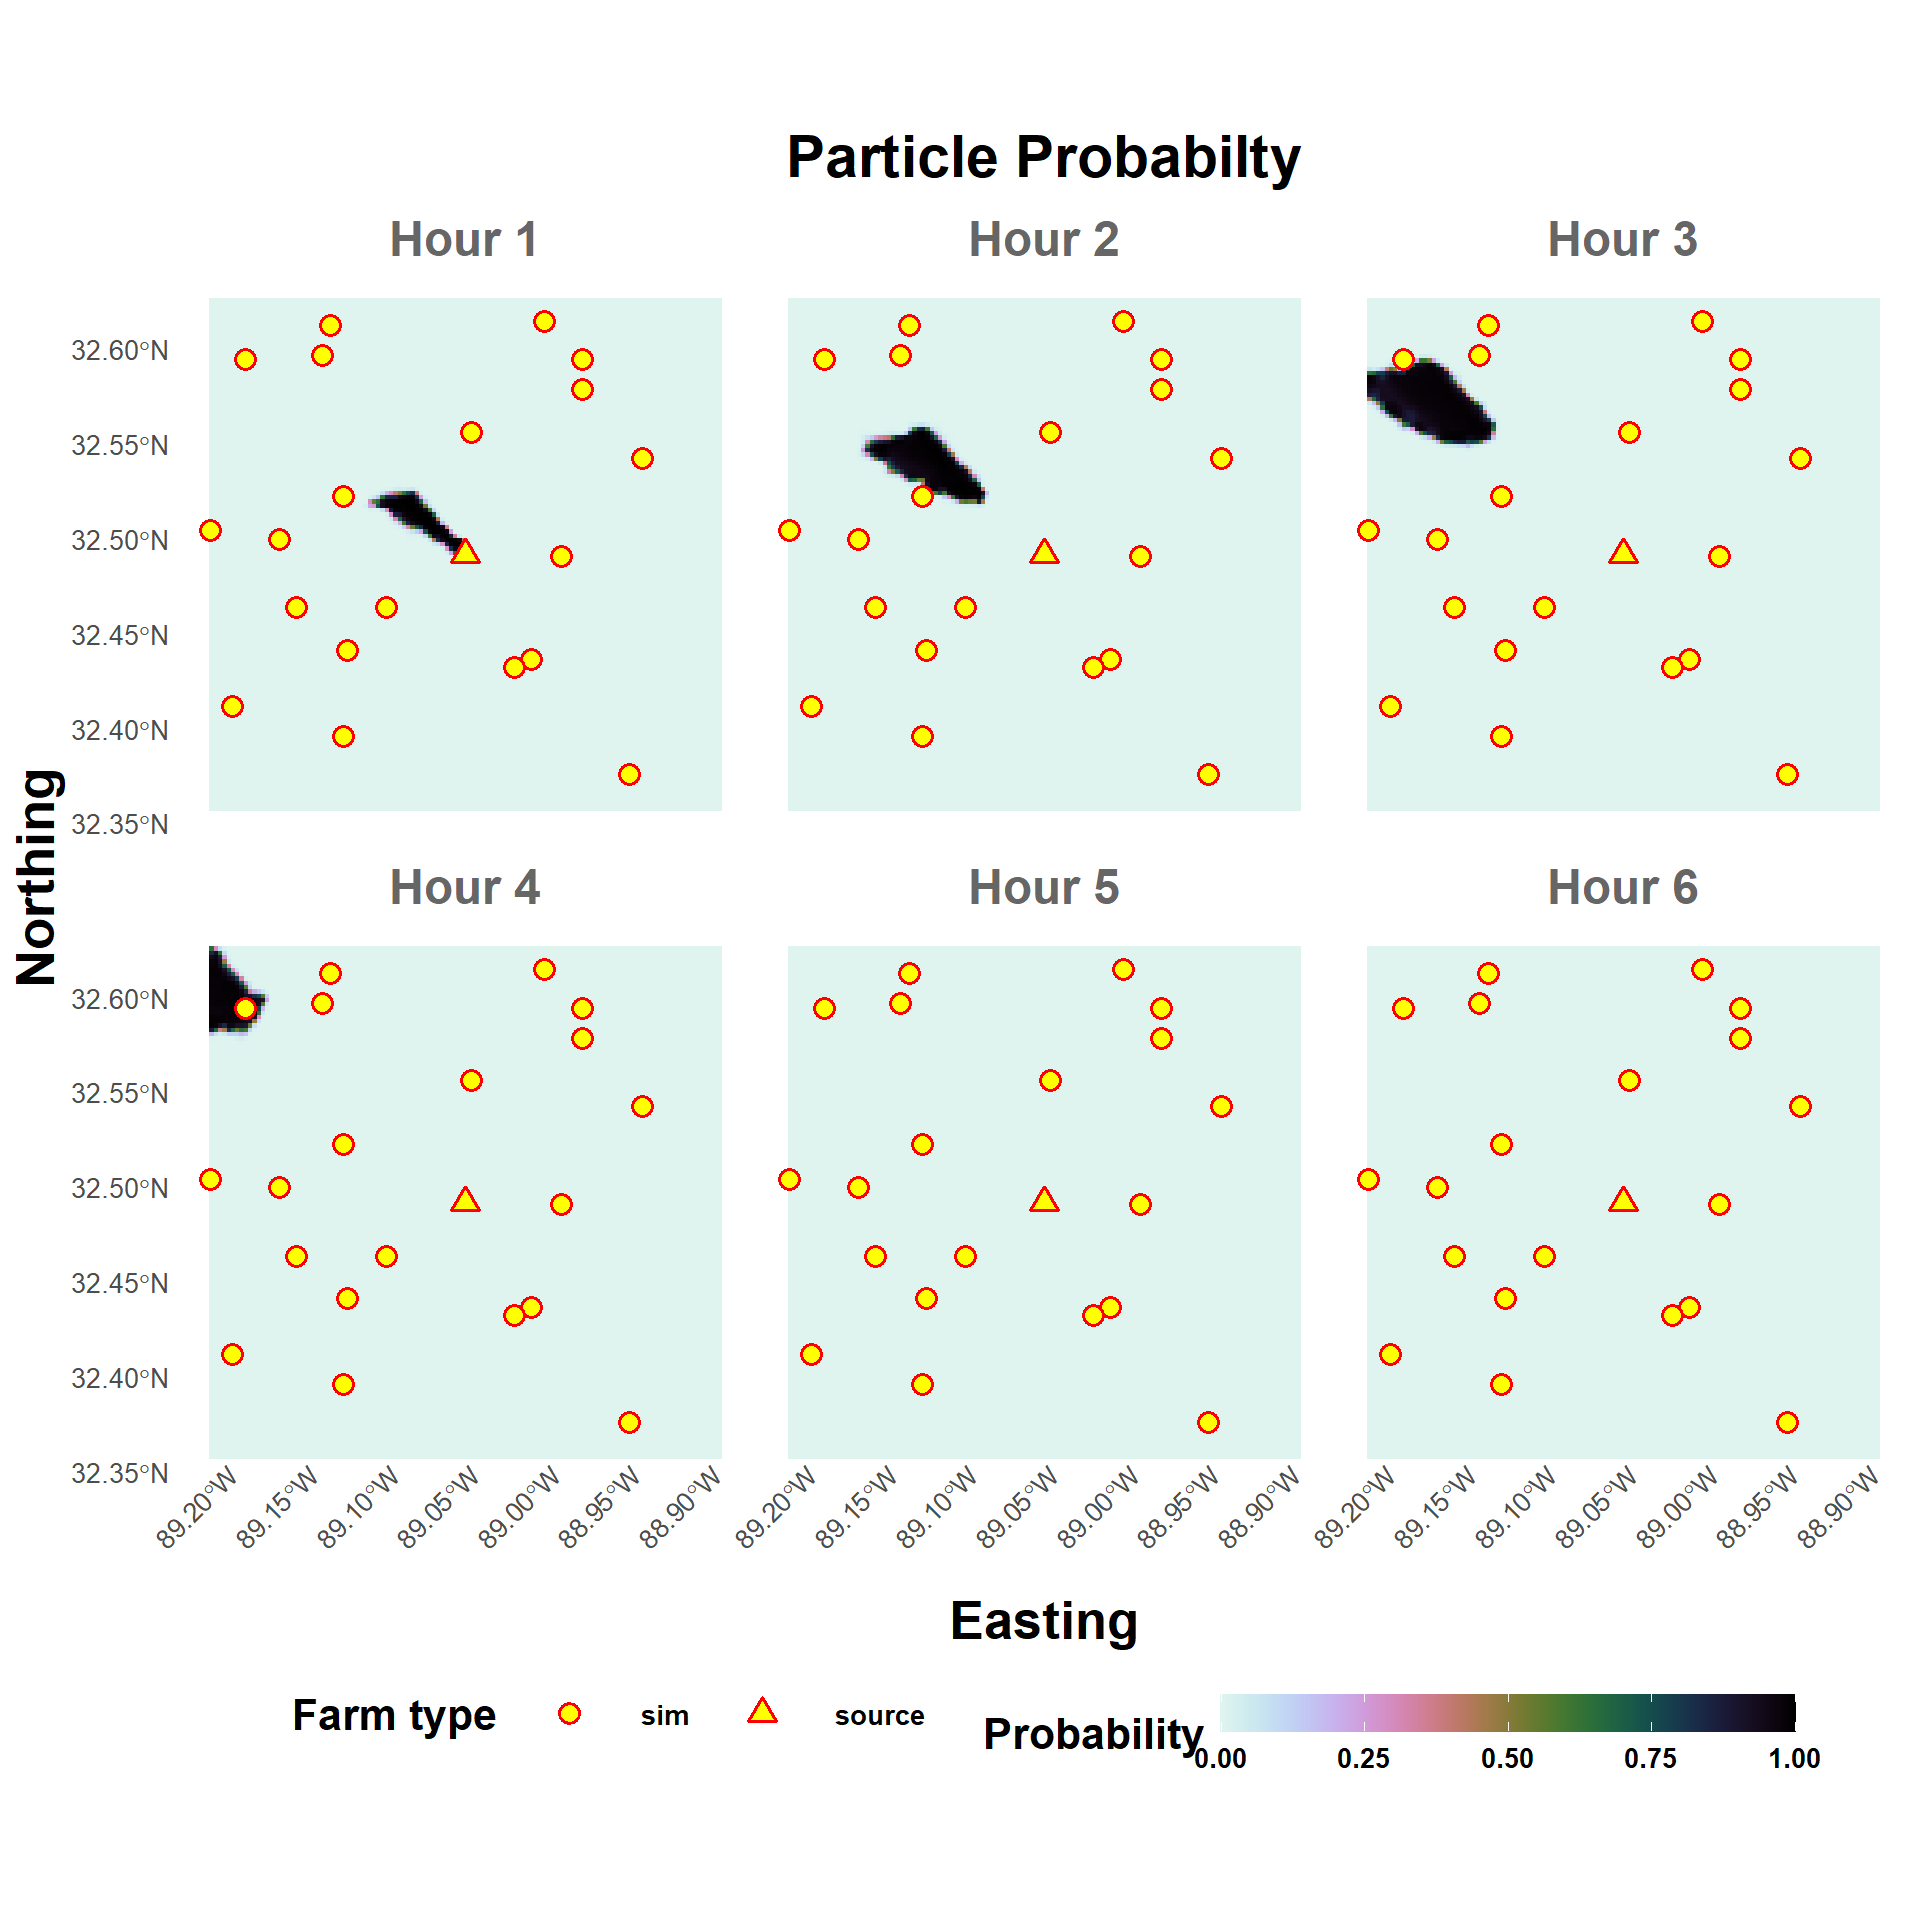 Particle Probabilty
Hour 1
Hour 2
Hour 3
32.60°N
32.55°N
32.50°N
32.45°N
32.40°N
32.35°N
Northing
Hour 4
Hour 5
Hour 6
32.60°N
32.55°N
32.50°N
32.45°N
32.40°N
32.35°N
89.20°W 89.15°W 89.10°W 89.05°W 89.00°W 88.95°W 88.90°W
89.20°W 89.15°W 89.10°W 89.05°W 89.00°W 88.95°W 88.90°W
89.20°W 89.15°W 89.10°W 89.05°W 89.00°W 88.95°W 88.90°W
Easting
Farm type sim source
Probability
0.00 0.25 0.50 0.75 1.00